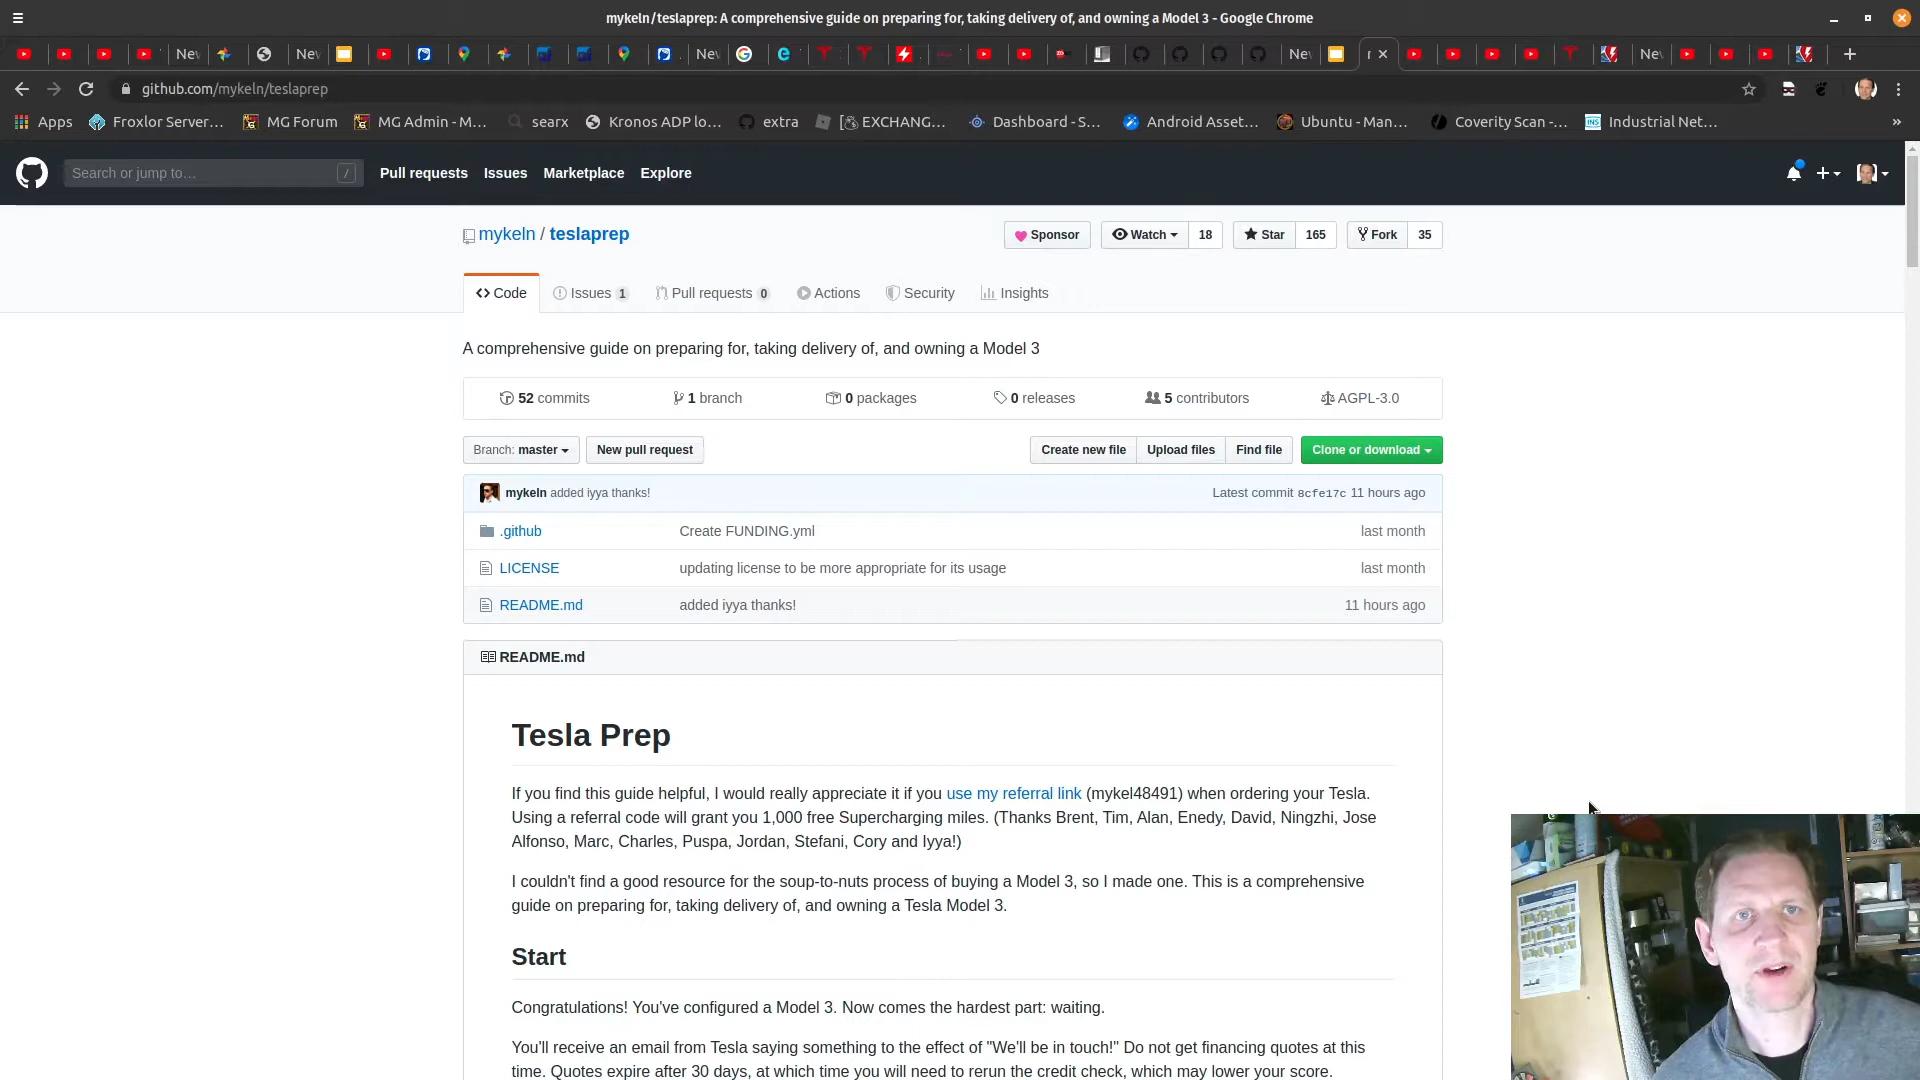 mykeln/teslaprep: A comprehensive guide on preparing for, taking delivery of, and owning a Model 3 - Google Chrome
Nev
Nev
Nev
Nev
Nev
github.com/mykeln/teslaprep
Apps Froxlor Server… MG Forum MG Admin - M… searx Kronos ADP lo… extra EXCHANG… Dashboard - S… Android Asset… Ubuntu - Man… Coverity Scan -… Industrial Net… »
Search or jump to… / Pull requests Issues Marketplace Explore
mykeln / teslaprep Sponsor Watch 18 Star 165 Fork 35
Code Issues 1 Pull requests 0 Actions Security Insights
A comprehensive guide on preparing for, taking delivery of, and owning a Model 3
52 commits 1 branch 0 packages 0 releases 5 contributors AGPL-3.0
Branch: master New pull request Create new file Upload files Find file Clone or download
mykeln added iyya thanks! Latest commit 8cfe17c 11 hours ago
.github Create FUNDING.yml last month
LICENSE updating license to be more appropriate for its usage last month
README.md added iyya thanks! 11 hours ago
README.md
Tesla Prep
If you find this guide helpful, I would really appreciate it if you use my referral link (mykel48491) when ordering your Tesla.
Using a referral code will grant you 1,000 free Supercharging miles. (Thanks Brent, Tim, Alan, Enedy, David, Ningzhi, Jose
Alfonso, Marc, Charles, Puspa, Jordan, Stefani, Cory and Iyya!)
I couldn't find a good resource for the soup-to-nuts process of buying a Model 3, so I made one. This is a comprehensive
guide on preparing for, taking delivery of, and owning a Tesla Model 3.
Start
Congratulations! You've configured a Model 3. Now comes the hardest part: waiting.
You'll receive an email from Tesla saying something to the effect of "We'll be in touch!" Do not get financing quotes at this
time. Quotes expire after 30 days, at which time you will need to rerun the credit check, which may lower your score.